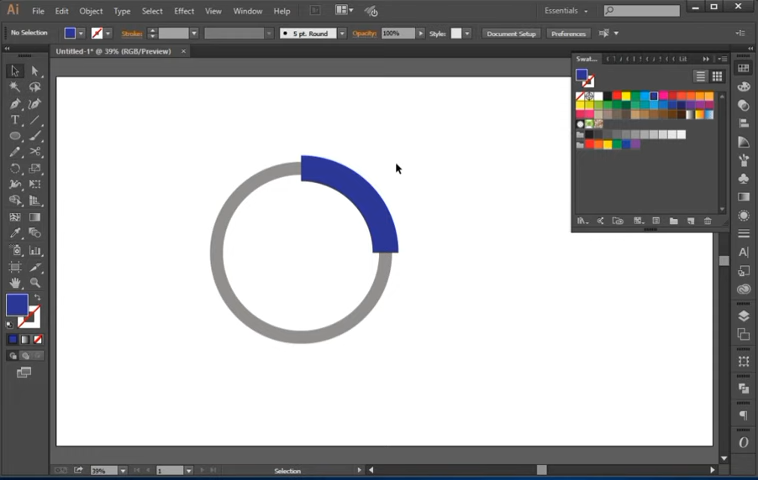 Ai File Edit Object Type Select Effect View Window Help Essentials
No Selection Stroke: 5 pt. Round Opacity: 100% Style: Document Setup Preferences
Untitled-1* @ 39% (RGB/Preview) ×
Swat... Lit
39% 1 Selection